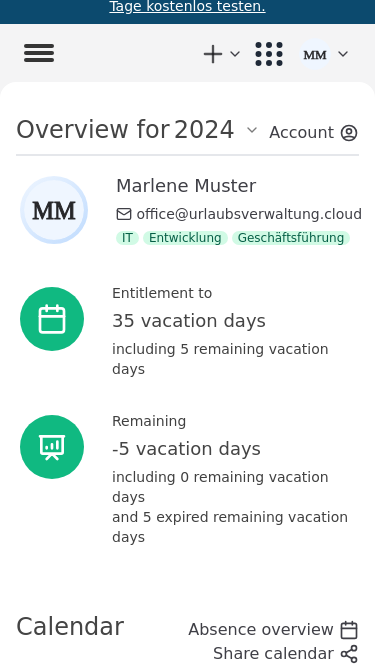 Tage kostenlos testen.
MM
Overview for 2024
Account
Marlene Muster
MM
office@urlaubsverwaltung.cloud
IT Entwicklung Geschäftsführung
Entitlement to
35 vacation days
including 5 remaining vacation
days
Remaining
-5 vacation days
including 0 remaining vacation
days
and 5 expired remaining vacation
days
Calendar
Absence overview
Share calendar